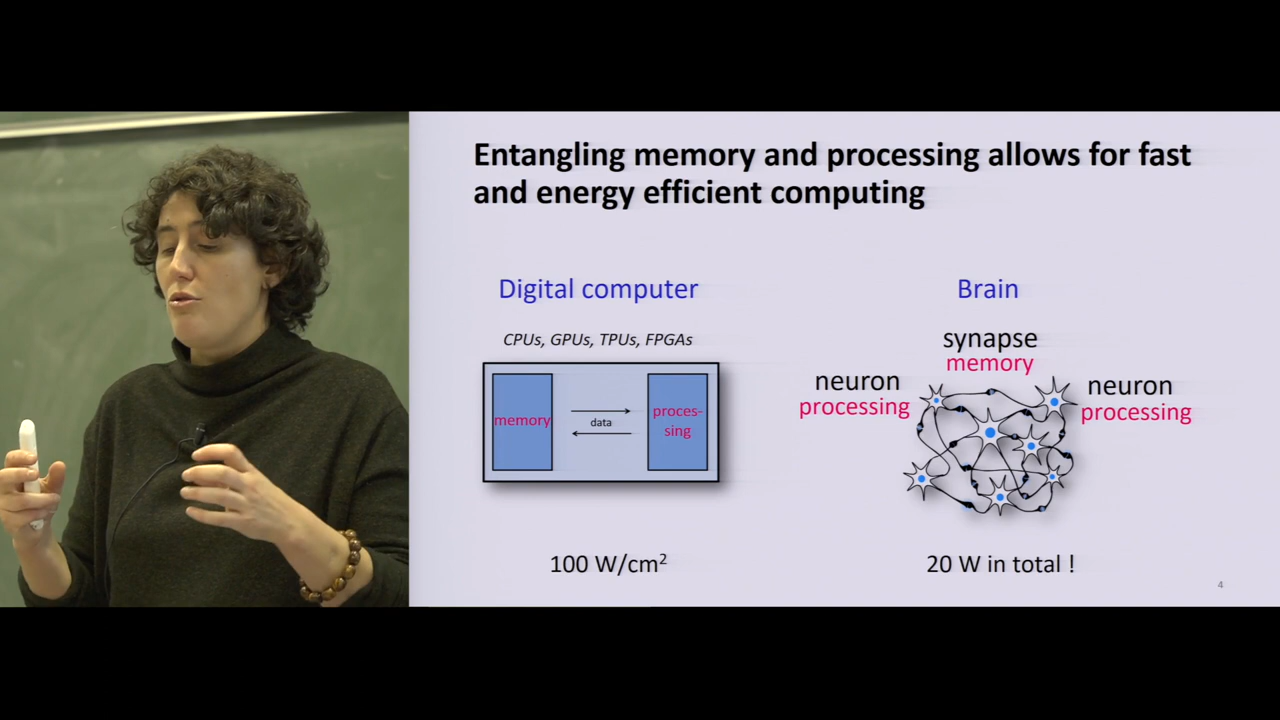 Entangling memory and processing allows for fast
and energy efficient computing
Digital computer
CPUs, GPUs, TPUs, FPGAs
memory
data
proces-
sing
100 W/cm²
Brain
synapse
memory
neuron
processing
neuron
processing
20 W in total !
4